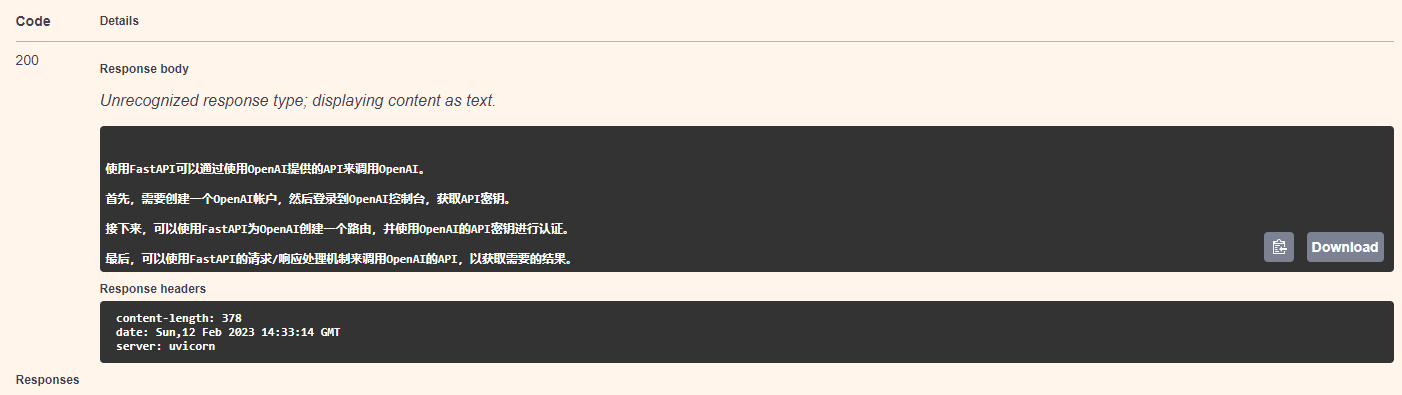 Code Details
200
Response body
Unrecognized response type; displaying content as text.
使用FastAPI可以通过使用OpenAI提供的API来调用OpenAI。
首先，需要创建一个OpenAI帐户，然后登录到OpenAI控制台，获取API密钥。
接下来，可以使用FastAPI为OpenAI创建一个路由，并使用OpenAI的API密钥进行认证。
最后，可以使用FastAPI的请求/响应处理机制来调用OpenAI的API，以获取需要的结果。
Download
Response headers
content-length: 378
date: Sun,12 Feb 2023 14:33:14 GMT
server: uvicorn
Responses